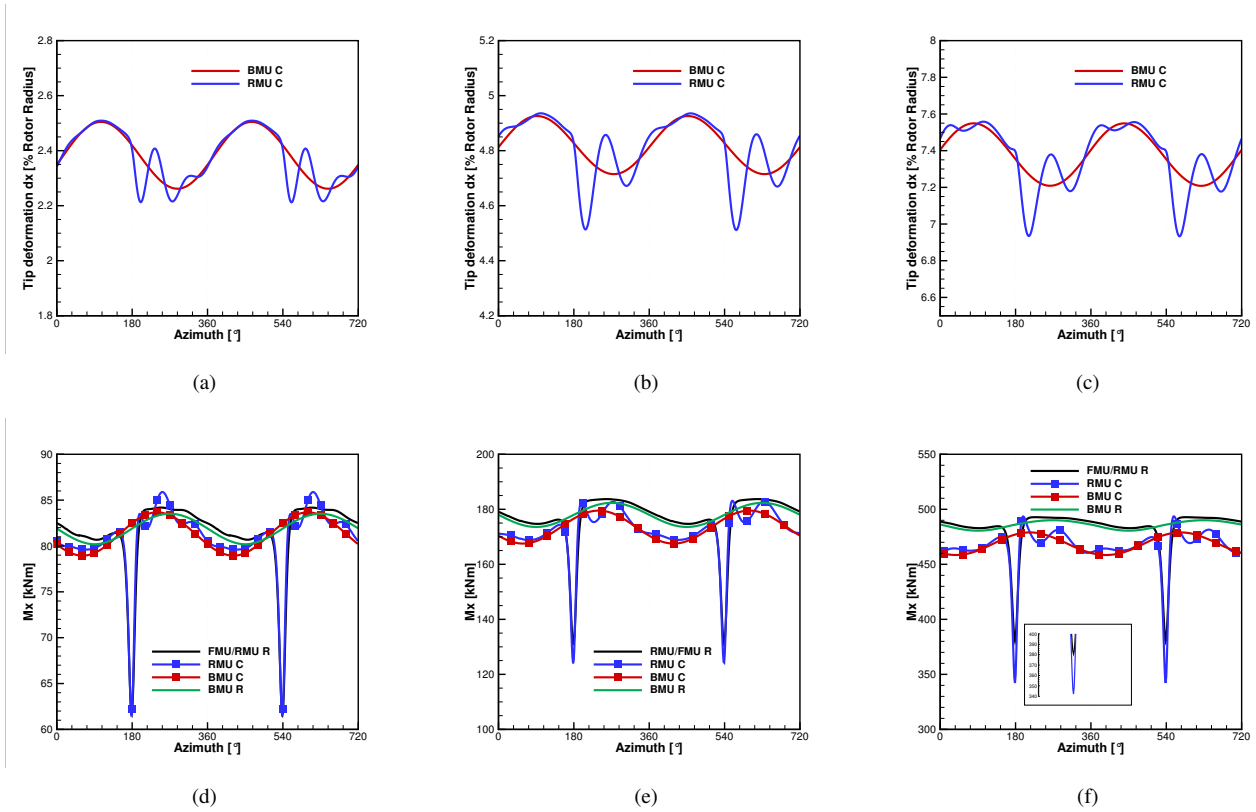 2.8
2.6
2.4
2.2
2
1.8
0
180
360
540
720
Tip deformation dx [% Rotor Radius]
Azimuth [°]
BMU C
RMU C
(a)
5.2
5
4.8
4.6
4.4
4.2
0
180
360
540
720
Tip deformation dx [% Rotor Radius]
Azimuth [°]
BMU C
RMU C
(b)
8
7.8
7.6
7.4
7.2
7
6.8
6.6
0
180
360
540
720
Tip deformation dx [% Rotor Radius]
Azimuth [°]
BMU C
RMU C
(c)
90
85
80
75
70
65
60
0
180
360
540
720
Mx [kNm]
Azimuth [°]
FMU/RMU R
RMU C
BMU C
BMU R
(d)
200
180
160
140
120
100
0
180
360
540
720
Mx [kNm]
Azimuth [°]
RMU/FMU R
RMU C
BMU C
BMU R
(e)
550
500
450
400
350
300
0
180
360
540
720
Mx [kNm]
Azimuth [°]
FMU/RMU R
RMU C
BMU C
BMU R
400
390
380
370
360
350
340
(f)